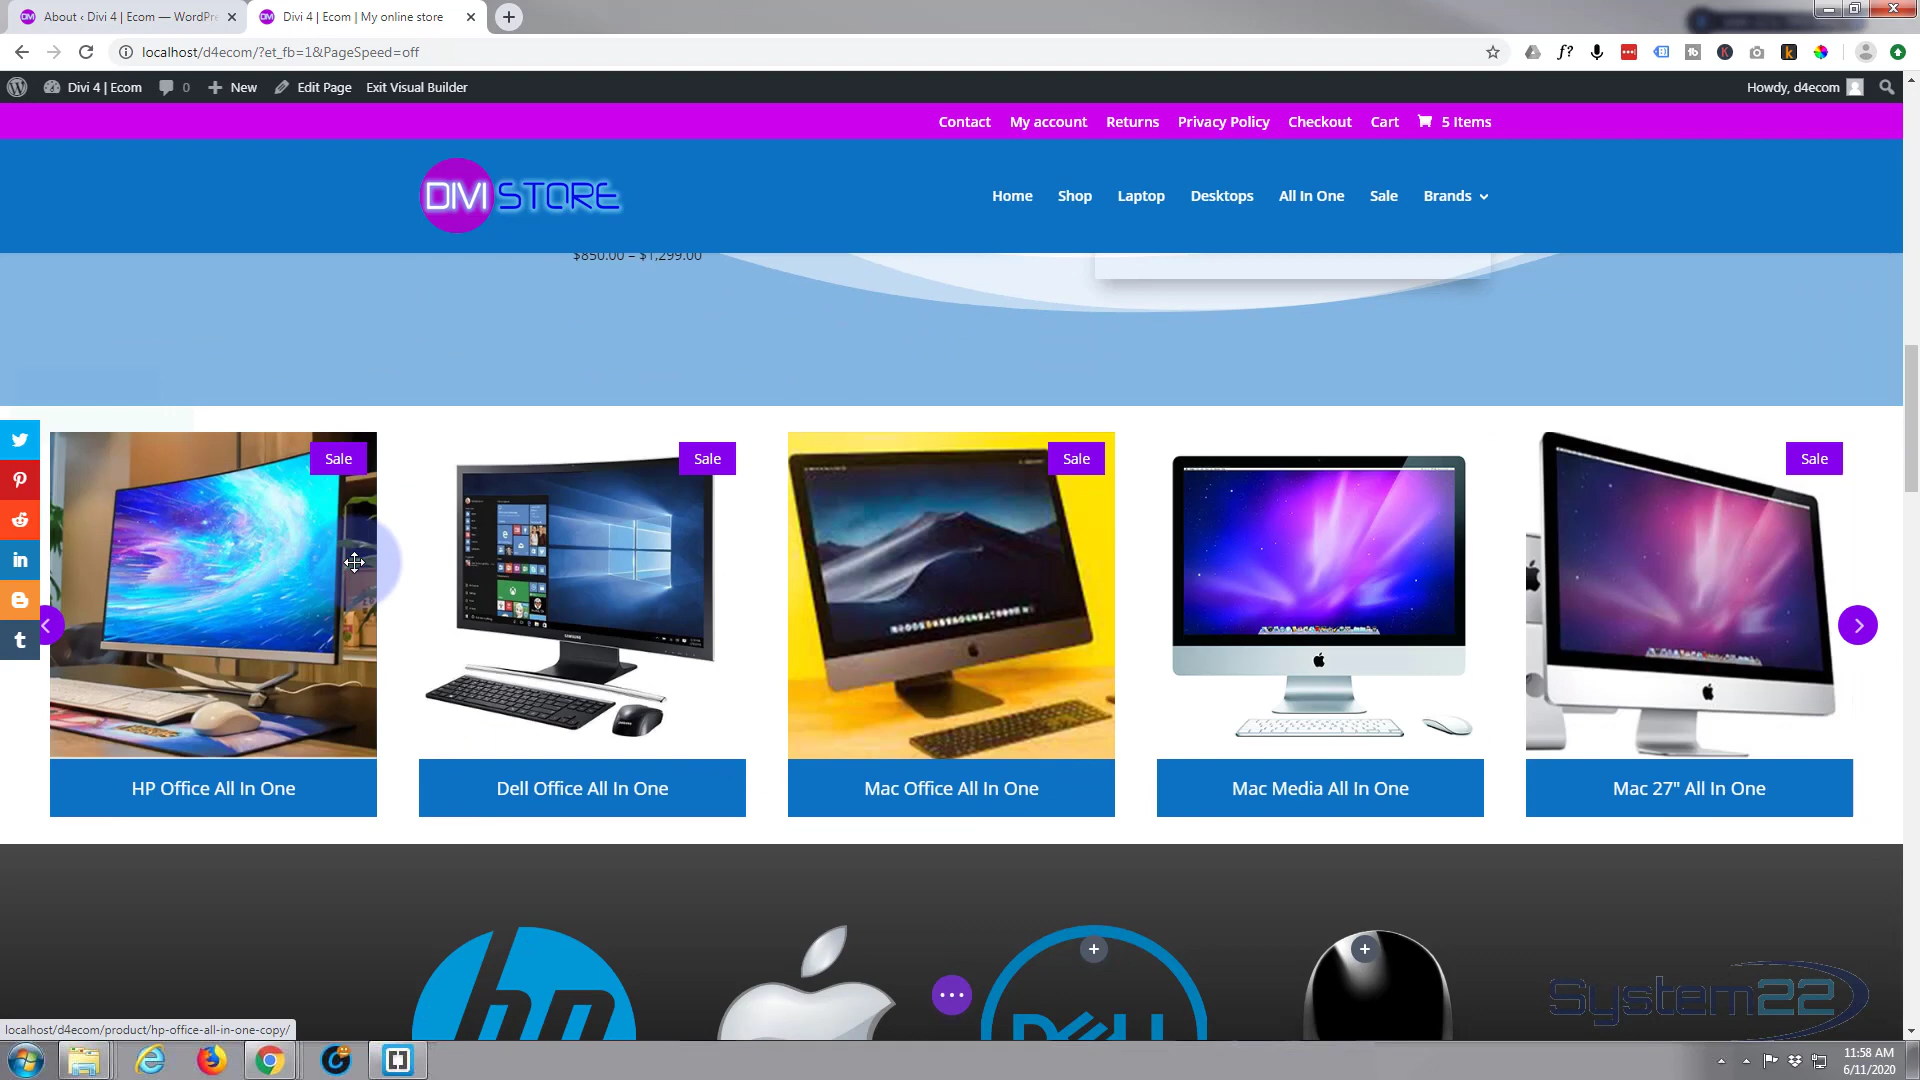 About ‹ Divi 4 | Ecom — WordPre
Divi 4 | Ecom | My online store
localhost/d4ecom/?et_fb=1&PageSpeed=off
Divi 4 | Ecom
0
New
Edit Page
Exit Visual Builder
Howdy, d4ecom
Contact
My account
Returns
Privacy Policy
Checkout
Cart
5 Items
DIVI STORE
Home
Shop
Laptop
Desktops
All In One
Sale
Brands
$850.00 – $1,299.00
Sale
Sale
Sale
Sale
HP Office All In One
Dell Office All In One
Mac Office All In One
Mac Media All In One
Mac 27" All In One
hp
DELL
System22
localhost/d4ecom/product/hp-office-all-in-one-copy/
11:58 AM
6/11/2020